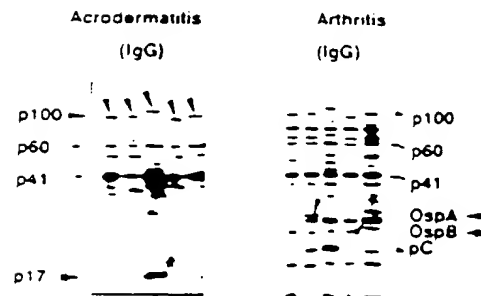 Acrodermatitis
(IgG)
p100
p60
p41
p17
Arthritis
(IgG)
p100
p60
p41
OspA
OspB
pC